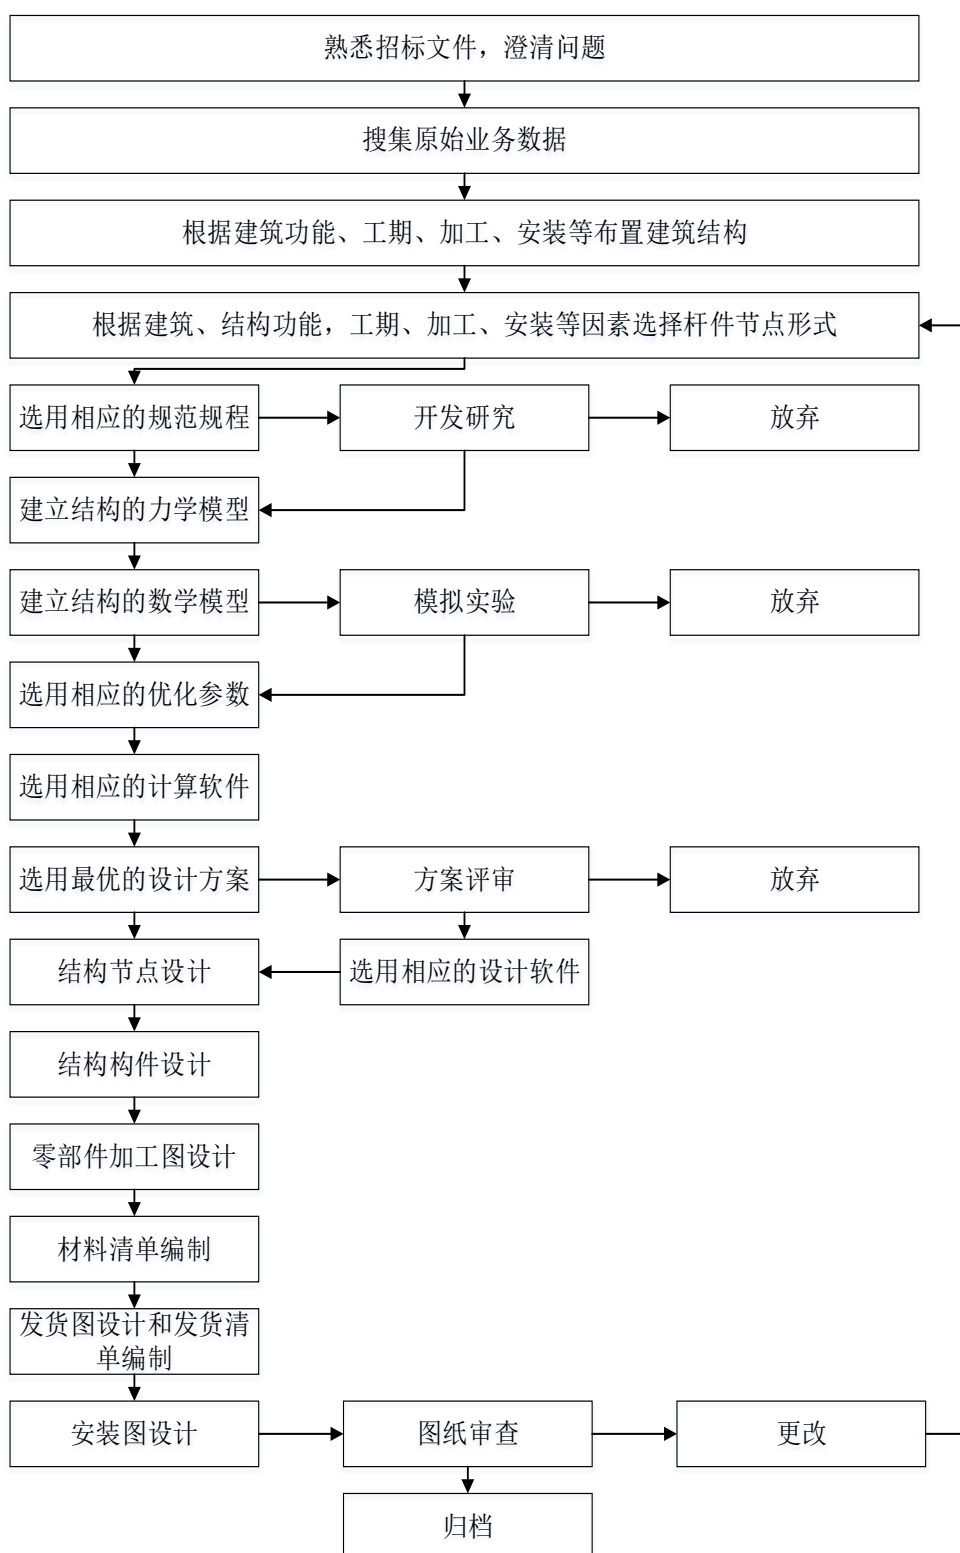 熟悉招标文件，澄清问题
搜集原始业务数据
根据建筑功能、工期、加工、安装等布置建筑结构
根据建筑、结构功能，工期、加工、安装等因素选择杆件节点形式
选用相应的规范规程
开发研究
放弃
建立结构的力学模型
建立结构的数学模型
模拟实验
放弃
选用相应的优化参数
选用相应的计算软件
选用最优的设计方案
方案评审
放弃
结构节点设计
选用相应的设计软件
结构构件设计
零部件加工图设计
材料清单编制
发货图设计和发货清
单编制
安装图设计
图纸审查
更改
归档